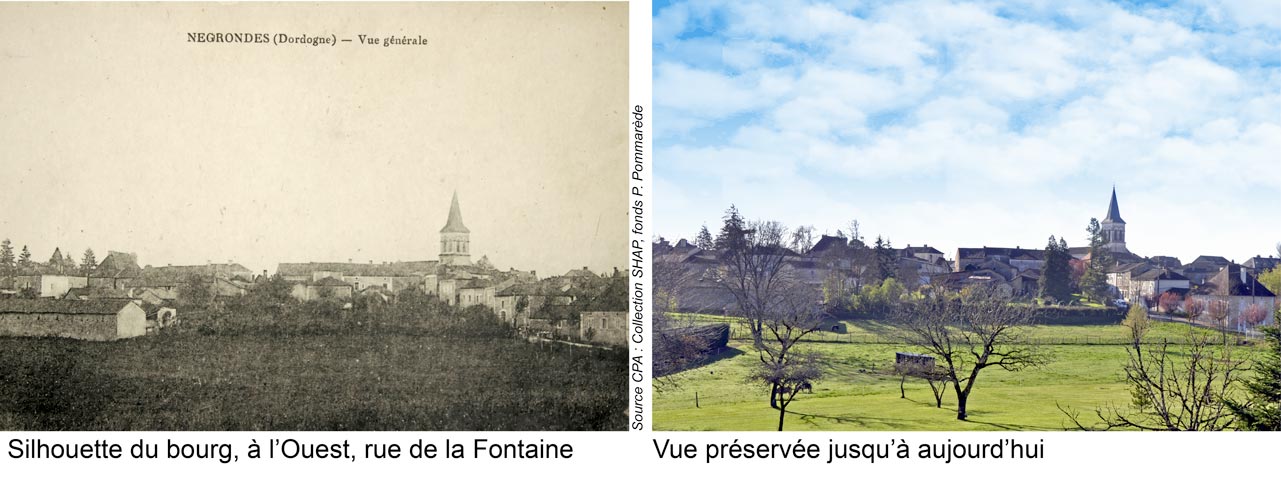 NEGRONDES (Dordogne) — Vue générale
Source CPA : Collection SHAP, fonds P. Pommarède
Silhouette du bourg, à l’Ouest, rue de la Fontaine
Vue préservée jusqu’à aujourd’hui